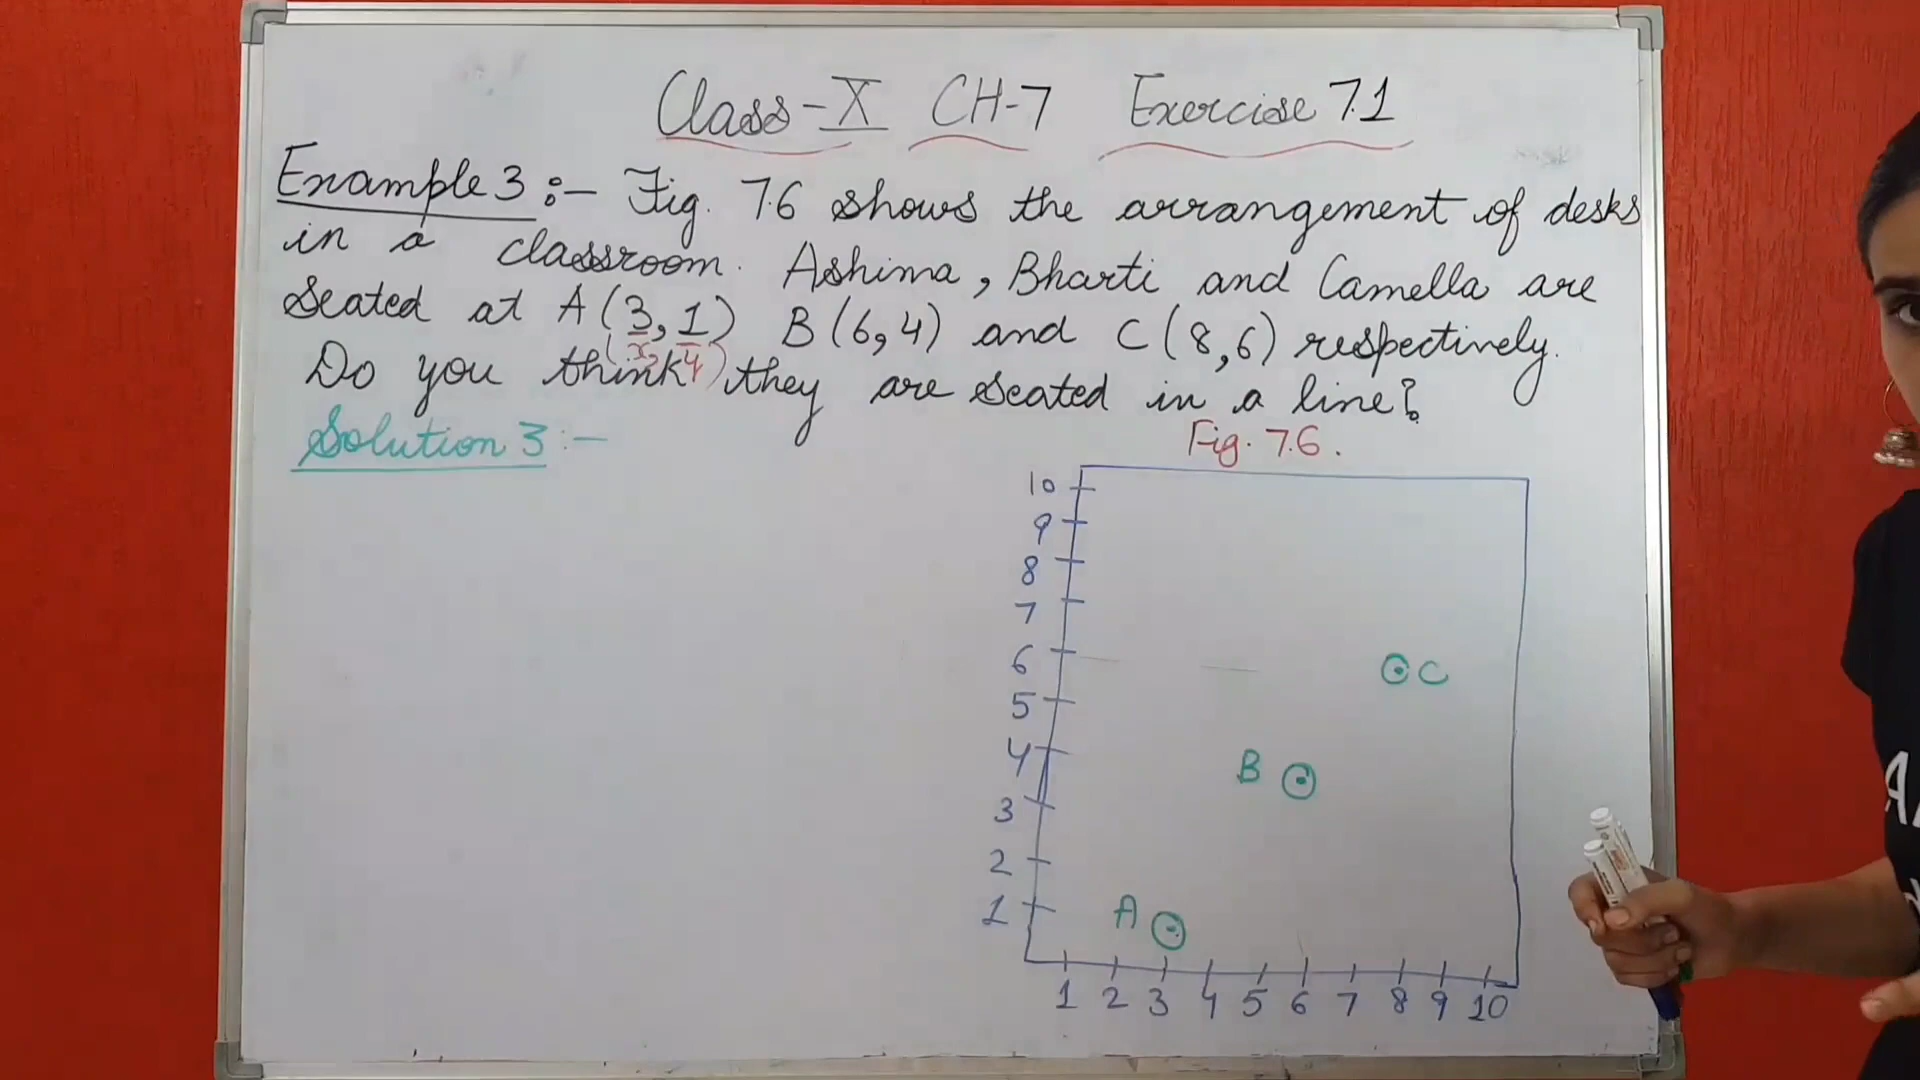 Class-X CH-7 Exercise 7.1
Example 3 :- Fig. 7.6 shows the arrangement of desks
in a classroom. Ashima, Bharti and Camella are
Seated at A(3,1) B(6,4) and C(8,6) respectively.
(x, y)
Do you think they are seated in a line?
Solution 3 :-
Fig. 7.6.
10
9
8
7
6
5
4
3
2
1
C
B
A
1 2 3 4 5 6 7 8 9 10